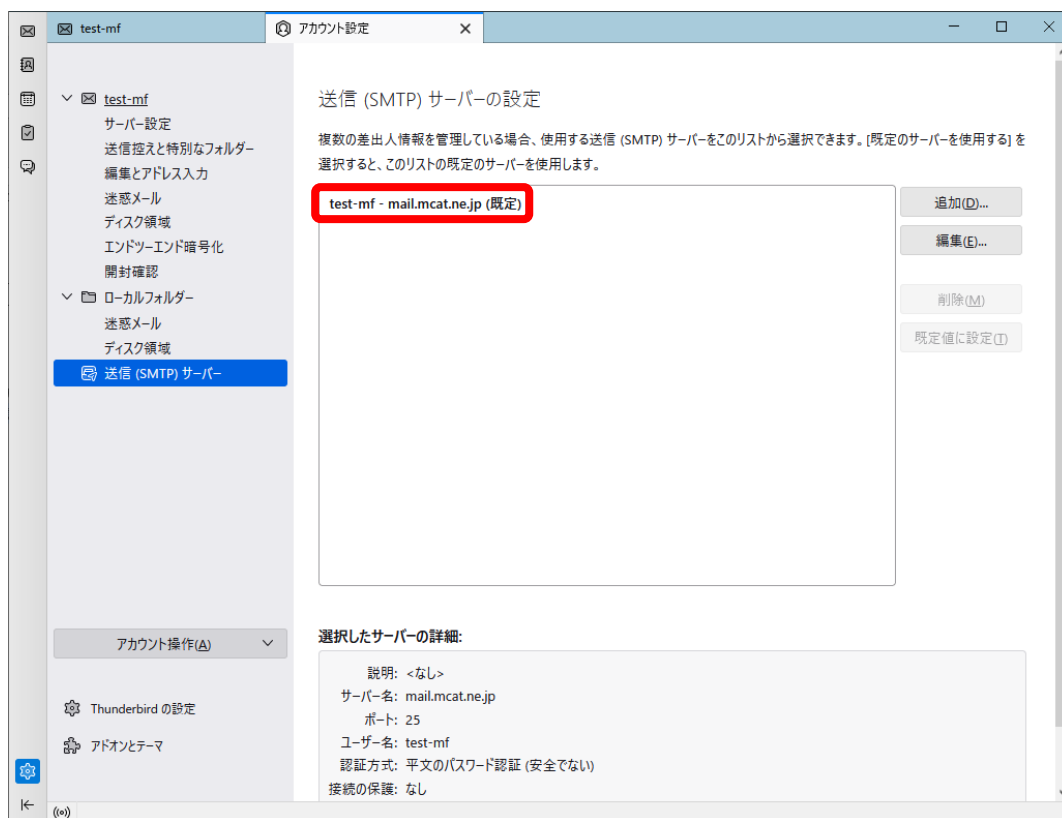 test-mf
アカウント設定
test-mf
サーバー設定
送信控えと特別なフォルダー
編集とアドレス入力
迷惑メール
ディスク領域
エンドツーエンド暗号化
開封確認
ローカルフォルダー
迷惑メール
ディスク領域
送信 (SMTP) サーバー
アカウント操作(A)
Thunderbird の設定
アドオンとテーマ
送信 (SMTP) サーバーの設定
複数の差出人情報を管理している場合、使用する送信 (SMTP) サーバーをこのリストから選択できます。[既定のサーバーを使用する] を
選択すると、このリストの既定のサーバーを使用します。
test-mf - mail.mcat.ne.jp (既定)
追加(D)...
編集(E)...
削除(M)
既定値に設定(T)
選択したサーバーの詳細:
説明: <なし>
サーバー名: mail.mcat.ne.jp
ポート: 25
ユーザー名: test-mf
認証方式: 平文のパスワード認証 (安全でない)
接続の保護: なし